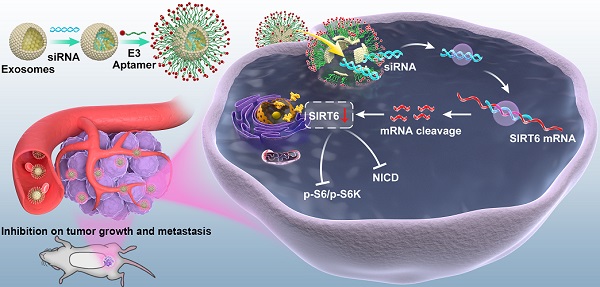 siRNA
E3
Aptamer
Exosomes
siRNA
SIRT6
mRNA cleavage
SIRT6 mRNA
NICD
p-S6/p-S6K
Inhibition on tumor growth and metastasis